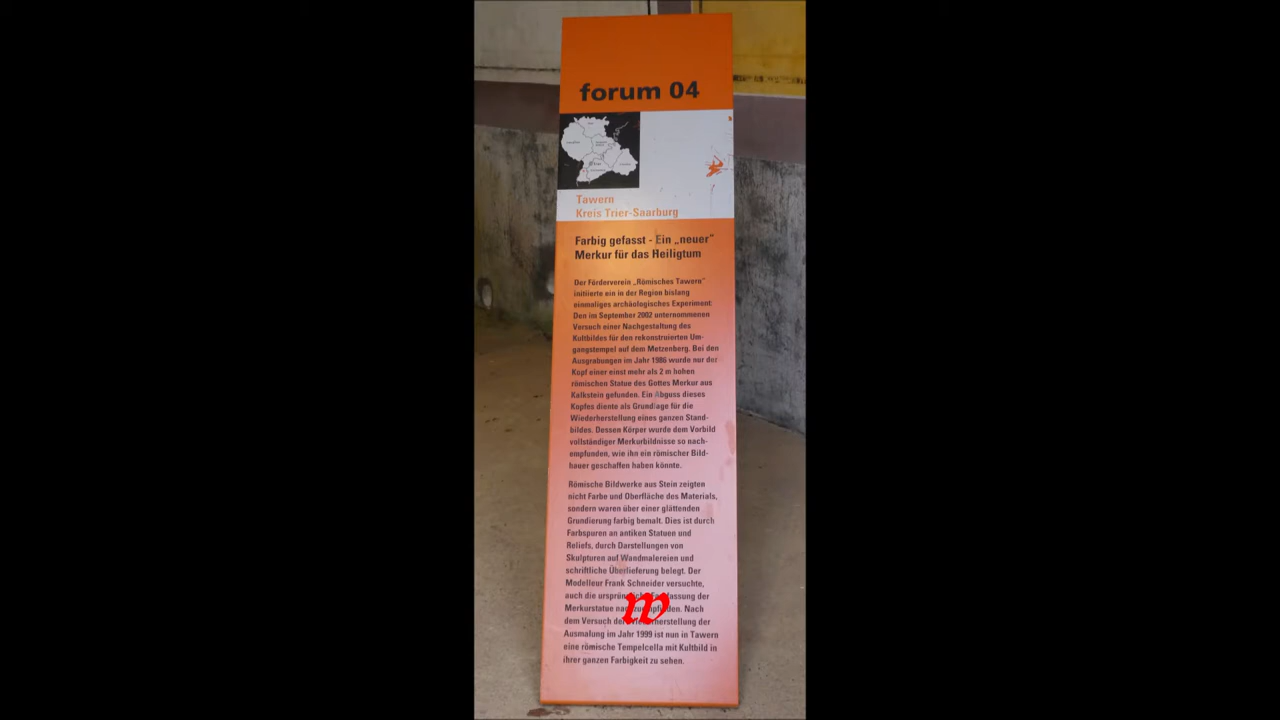 forum 04
Tawern
Kreis Trier-Saarburg
Farbig gefasst - Ein „neuer"
Merkur für das Heiligtum
Der Förderverein „Römisches Tawern"
initiierte ein in der Region bislang
einmaliges archäologisches Experiment
Den im September 2002 unternommenen
Versuch einer Nachgestaltung des
Kultbildes für den rekonstruierten Um-
gangstempel auf dem Metzenberg. Bei den
Ausgrabungen im Jahr 1986 wurde nur der
Kopf einer einst mehr als 2 m hohen
römischen Statue des Gottes Merkur aus
Kalkstein gefunden. Ein Abguss dieses
Kopfes diente als Grundlage für die
Wiederherstellung eines ganzen Stand-
bildes. Dessen Körper wurde dem Vorbild
vollständiger Merkurbildnisse so nach-
empfunden, wie ihn ein römischer Bild-
hauer geschaffen haben könnte.
Römische Bildwerke aus Stein zeigten
nicht Farbe und Oberfläche des Materials,
sondern waren über einer glättenden
Grundierung farbig bemalt. Dies ist durch
Farbspuren an antiken Statuen und
Reliefs, durch Darstellungen von
Skulpturen auf Wandmalereien und
schriftliche Überlieferung belegt. Der
Modelleur Frank Schneider versuchte,
auch die ursprüngliche Farbfassung der
Merkurstatue nachzuempfinden. Nach
dem Versuch der Wiederherstellung der
Ausmalung im Jahr 1999 ist nun in Tawern
eine römische Tempelcella mit Kultbild in
ihrer ganzen Farbigkeit zu sehen.
w